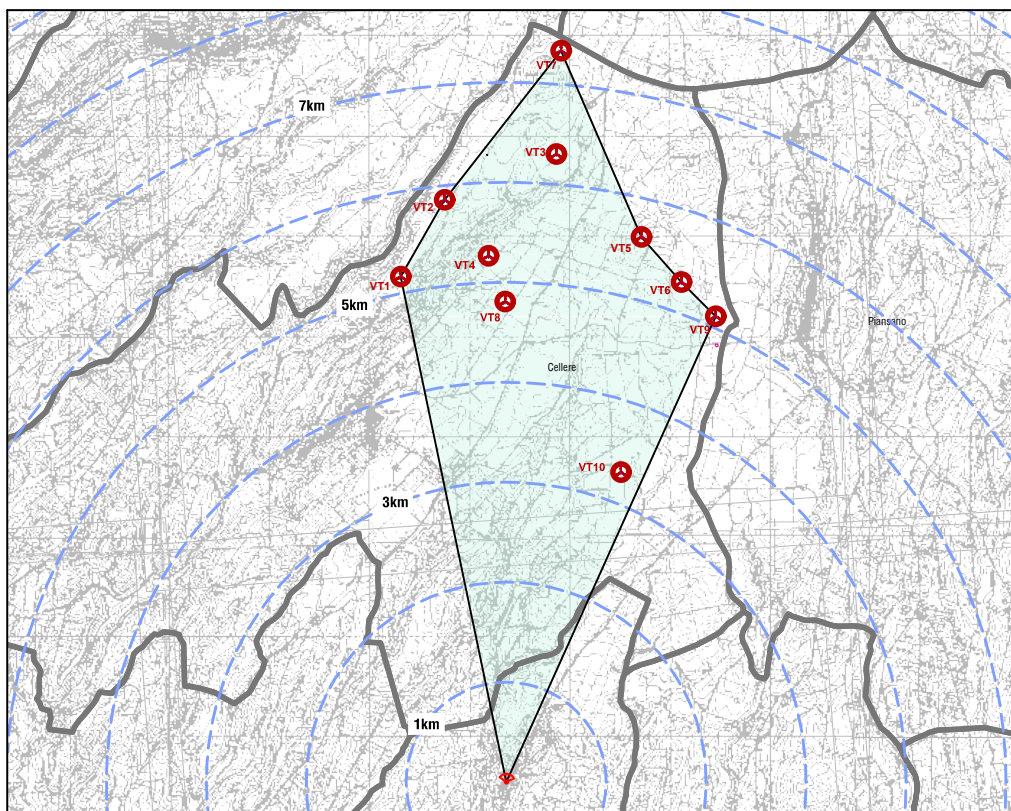 VT7
7km
VT3
VT2
VT5
VT4
VT1
VT6
5km
VT8
VT9
Piansano
Cellere
VT10
3km
1km